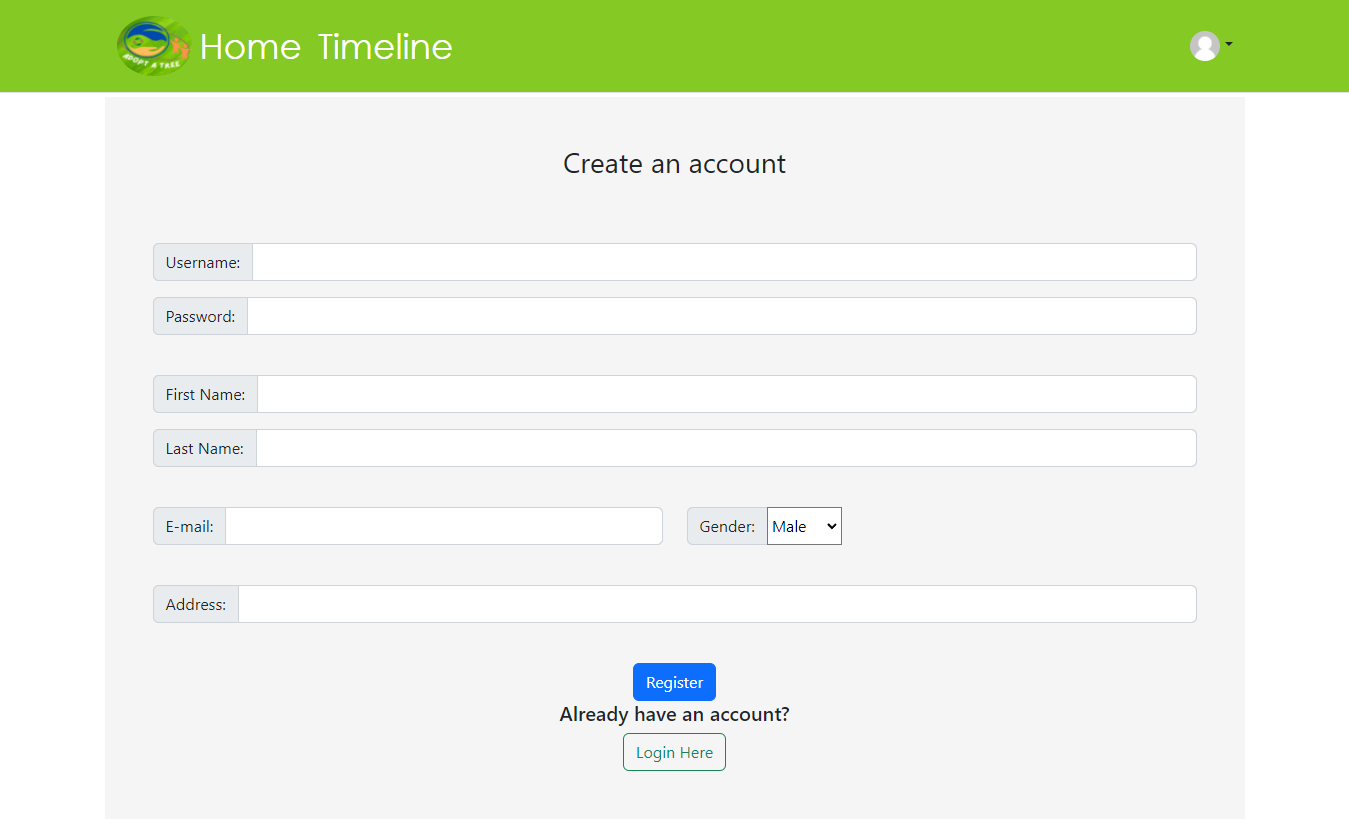 ADOPT A TREE
Home Timeline
Create an account
Username:
Password:
First Name:
Last Name:
E-mail:
Gender: Male
Address:
Register
Already have an account?
Login Here